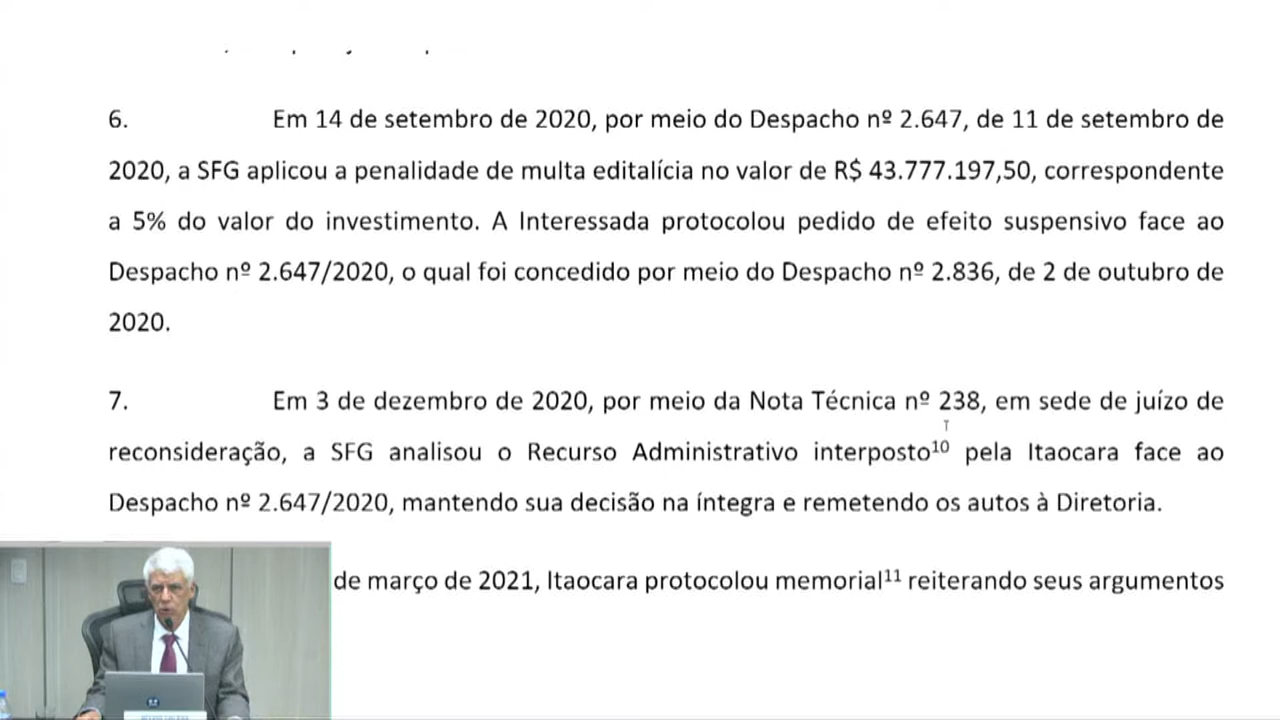 6. Em 14 de setembro de 2020, por meio do Despacho nº 2.647, de 11 de setembro de
2020, a SFG aplicou a penalidade de multa editalícia no valor de R$ 43.777.197,50, correspondente
a 5% do valor do investimento. A Interessada protocolou pedido de efeito suspensivo face ao
Despacho nº 2.647/2020, o qual foi concedido por meio do Despacho nº 2.836, de 2 de outubro de
2020.
7. Em 3 de dezembro de 2020, por meio da Nota Técnica nº 238, em sede de juízo de
reconsideração, a SFG analisou o Recurso Administrativo interposto¹⁰ pela Itaocara face ao
Despacho nº 2.647/2020, mantendo sua decisão na íntegra e remetendo os autos à Diretoria.
de março de 2021, Itaocara protocolou memorial¹¹ reiterando seus argumentos